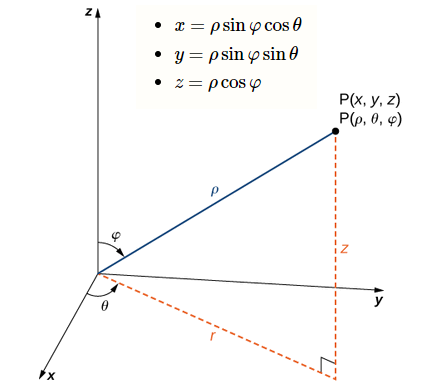 z
• x = ρ sin φ cos θ
• y = ρ sin φ sin θ
• z = ρ cos φ
P(x, y, z)
P(ρ, θ, φ)
ρ
φ
z
θ
y
r
x